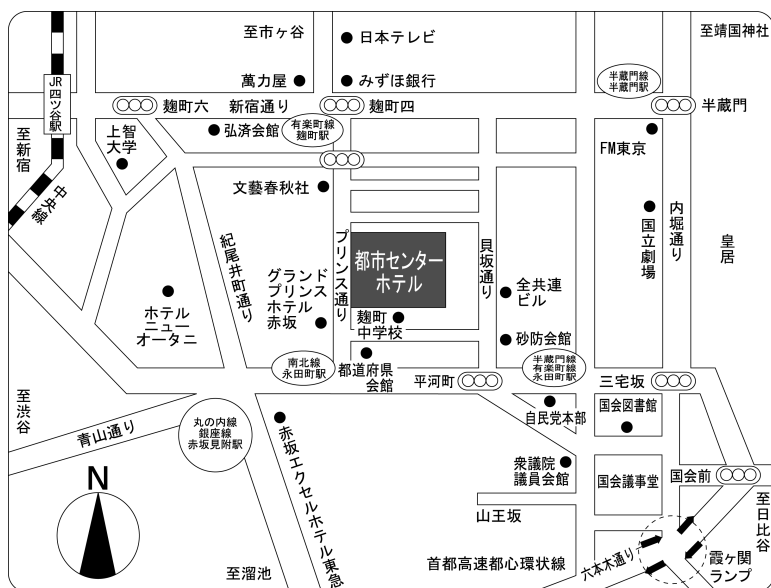 至市ヶ谷
日本テレビ
至靖国神社
萬力屋
みずほ銀行
半蔵門線
半蔵門駅
JR四ツ谷駅
麹町六
新宿通り
麹町四
半蔵門
至新宿
上智
大学
弘済会館
有楽町線
麹町駅
FM東京
中央線
文藝春秋社
紀尾井町通り
プリンス通り
都市センター
ホテル
貝坂通り
国立劇場
内堀通り
皇居
グランド
プリンス
ホテル
赤坂
全共連
ビル
ホテル
ニュー
オータニ
麹町
中学校
砂防会館
南北線
永田町駅
都道府県
会館
平河町
半蔵門線
有楽町線
永田町駅
三宅坂
至渋谷
青山通り
丸の内線
銀座線
赤坂見附駅
赤坂エクセルホテル東急
自民党本部
国会図書館
衆議院
議員会館
国会議事堂
国会前
N
山王坂
至日比谷
至溜池
首都高速都心環状線
六本木通り
霞ヶ関
ランプ